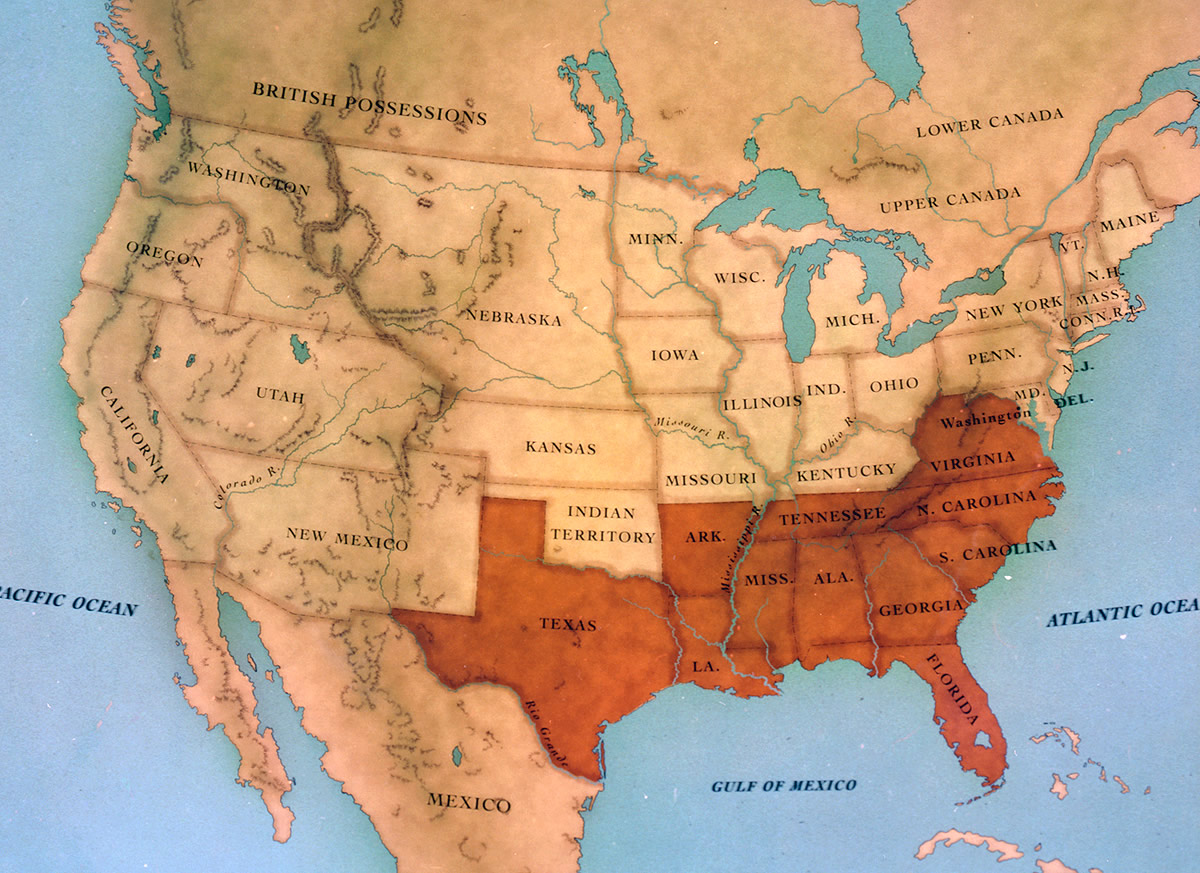 BRITISH POSSESSIONS
LOWER CANADA
UPPER CANADA
WASHINGTON
OREGON
MINN.
WISC.
MICH.
MAINE
VT.
N.H.
MASS.
CONN.
R.I.
NEW YORK
NEBRASKA
IOWA
PENN.
N.J.
UTAH
CALIFORNIA
ILLINOIS
IND.
OHIO
MD.
DEL.
Washington
Missouri R.
Ohio R.
KANSAS
MISSOURI
KENTUCKY
VIRGINIA
Colorado R.
NEW MEXICO
INDIAN
TERRITORY
ARK.
Mississippi R.
TENNESSEE
N. CAROLINA
S. CAROLINA
MISS.
ALA.
GEORGIA
PACIFIC OCEAN
ATLANTIC OCEA
TEXAS
LA.
FLORIDA
Rio Grande
GULF OF MEXICO
MEXICO